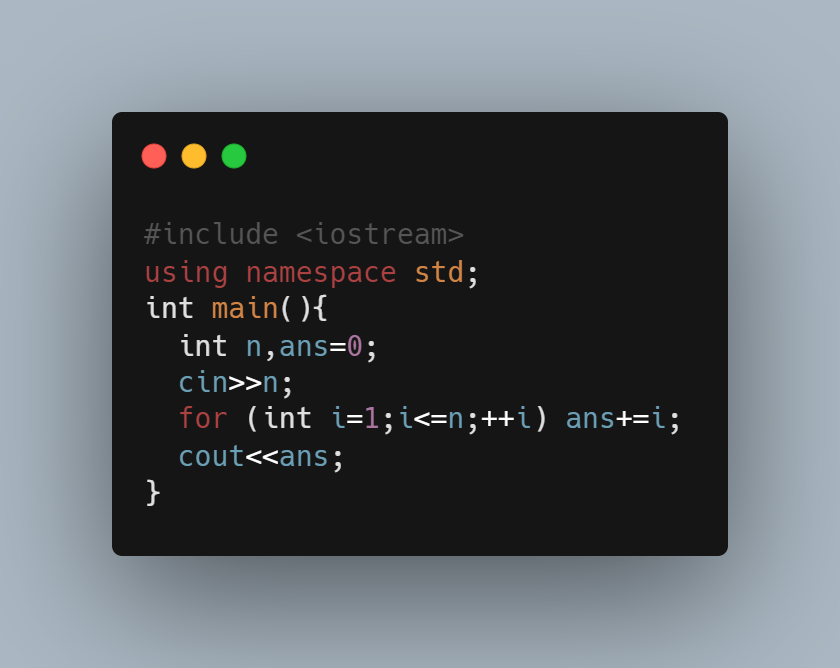 #include <iostream>
using namespace std;
int main(){
  int n,ans=0;
  cin>>n;
  for (int i=1;i<=n;++i) ans+=i;
  cout<<ans;
}